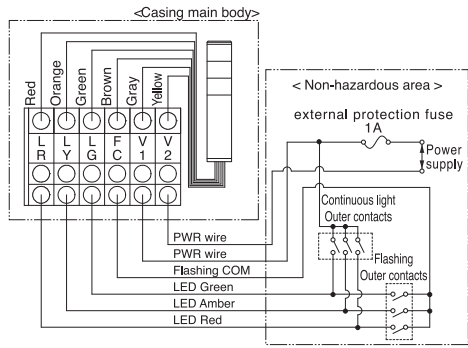 <Casing main body>
Red
Orange
Green
Brown
Gray
Yellow
L R
L Y
L G
F C
V 1
V 2
< Non-hazardous area >
external protection fuse
1A
Power
supply
Continuous light
Outer contacts
Flashing
Outer contacts
PWR wire
PWR wire
Flashing COM
LED Green
LED Amber
LED Red